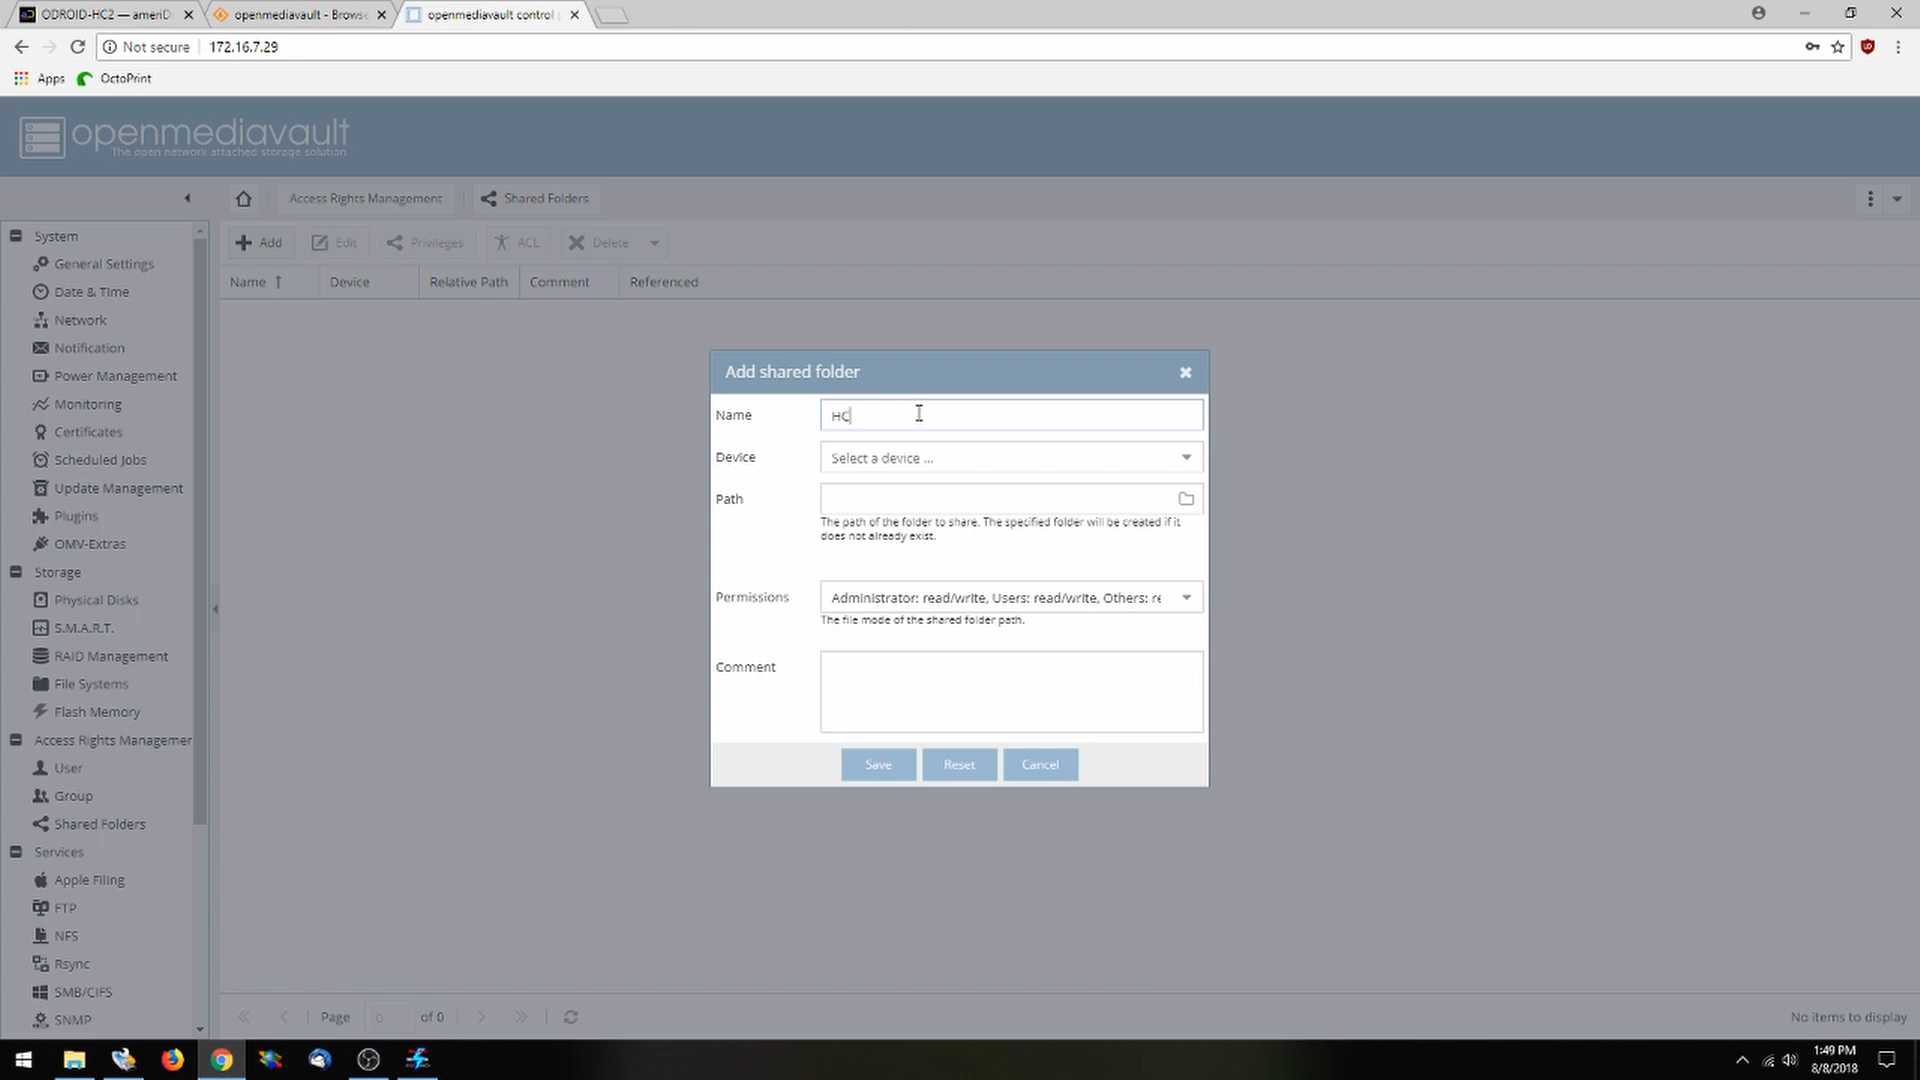 ODROID-HC2 — ameriD
openmediavault - Browse
openmediavault control
Not secure
172.16.7.29
Apps
OctoPrint
openmediavault
The open network attached storage solution
Access Rights Management
Shared Folders
Add
Edit
Privileges
ACL
Delete
Name
Device
Relative Path
Comment
Referenced
System
General Settings
Date & Time
Network
Notification
Power Management
Monitoring
Certificates
Scheduled Jobs
Update Management
Plugins
OMV-Extras
Storage
Physical Disks
S.M.A.R.T.
RAID Management
File Systems
Flash Memory
Access Rights Managemer
User
Group
Shared Folders
Services
Apple Filing
FTP
NFS
Rsync
SMB/CIFS
SNMP
Add shared folder
Name
HC
Device
Select a device ...
Path
The path of the folder to share. The specified folder will be created if it
does not already exist.
Permissions
Administrator: read/write, Users: read/write, Others: re
The file mode of the shared folder path.
Comment
Save
Reset
Cancel
Page
0
of 0
No items to display
1:49 PM
8/8/2018